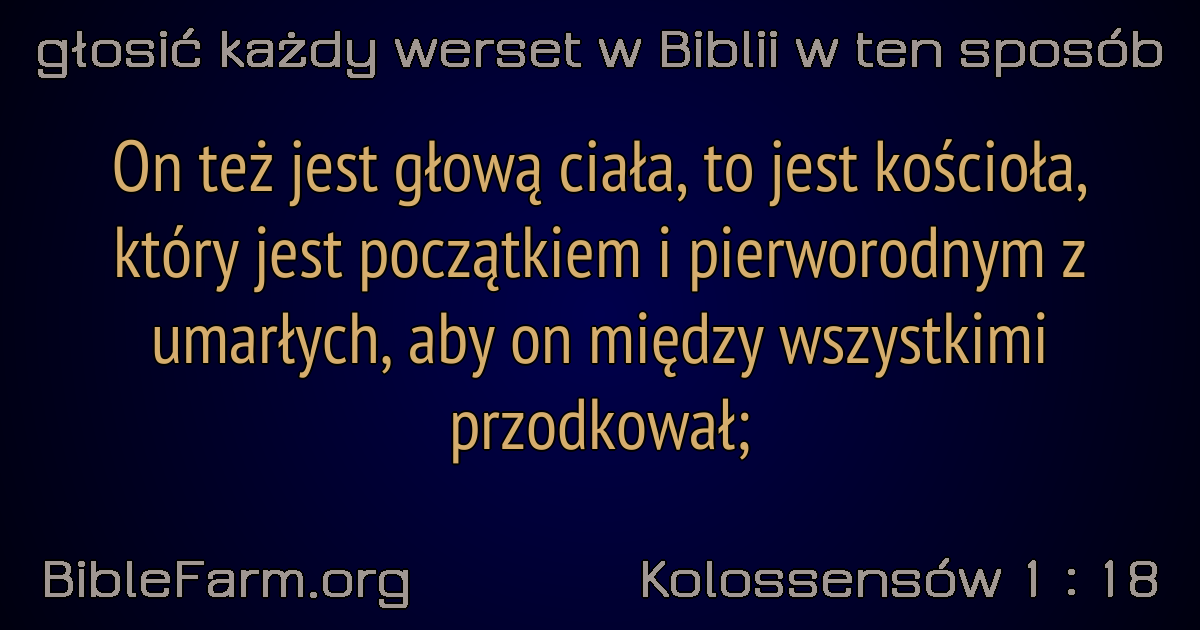 głosić każdy werset w Biblii w ten sposób
On też jest głową ciała, to jest kościoła,
który jest początkiem i pierworodnym z
umarłych, aby on między wszystkimi
przodkował;
BibleFarm.org
Kolossensów 1 : 18